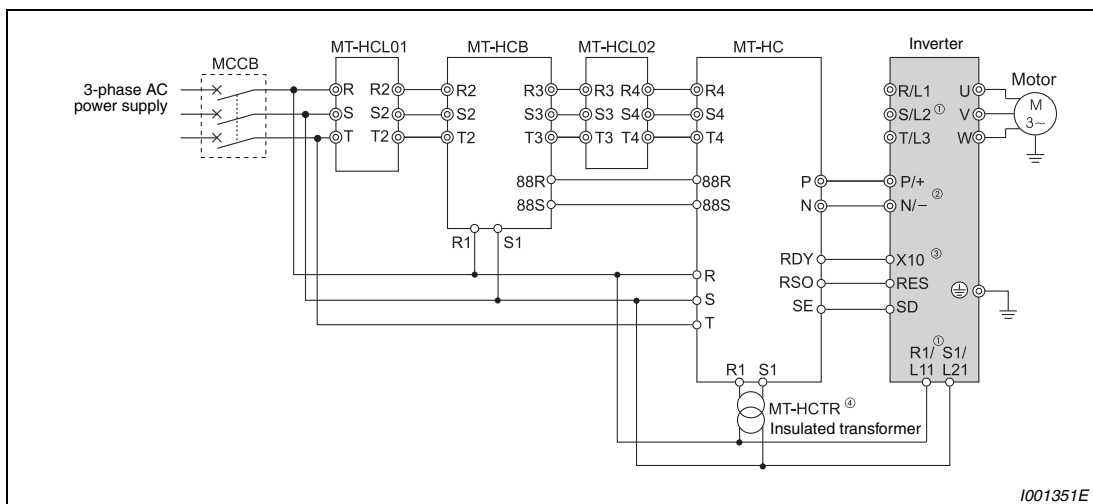 MT-HCL01 MT-HCB MT-HCL02 MT-HC Inverter
MCCB
Motor
3-phase AC
power supply
R R2 R2 R3 R3 R4 R4 R/L1 U
S S2 S2 S3 S3 S4 S4 S/L2 ① V
T T2 T2 T3 T3 T4 T4 T/L3 W
M
3~
88R 88R P P/+
88S 88S N N/− ②
R1 S1
R RDY X10 ③
S RSO RES
T SE SD
R1/ ① S1/
L11 L21
R1 S1
MT-HCTR ④
Insulated transformer
I001351E